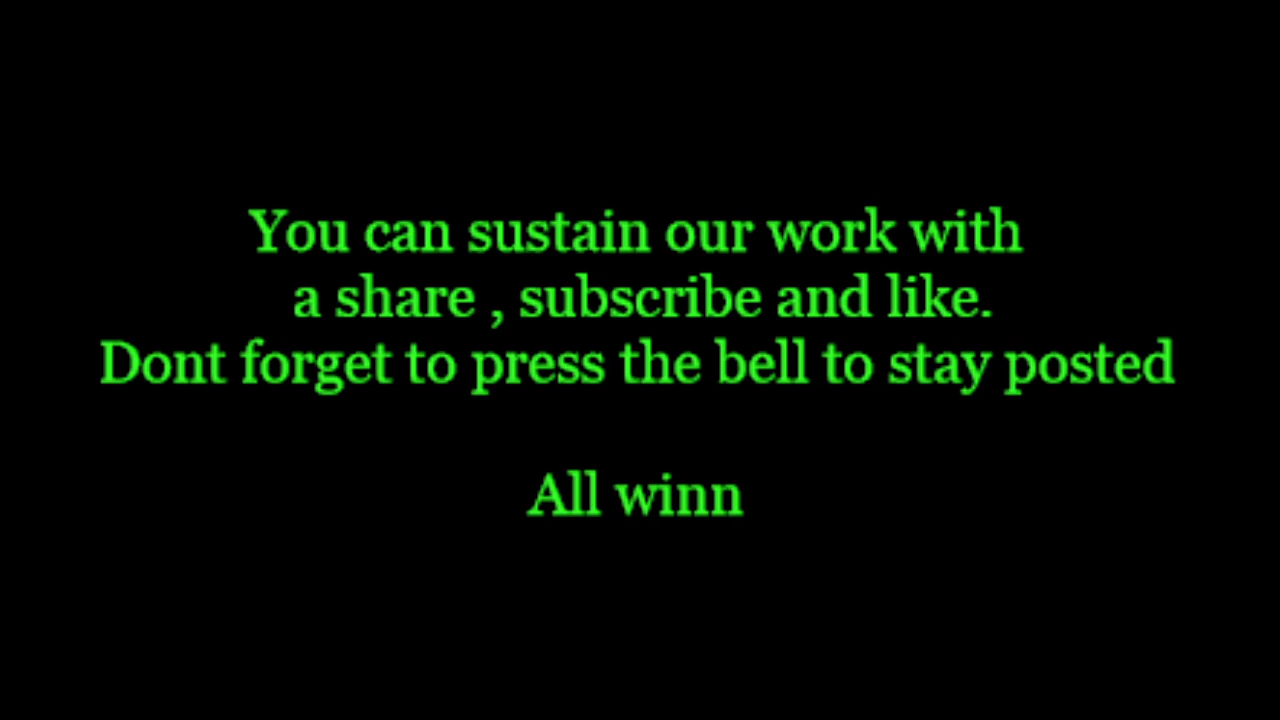 You can sustain our work with
a share , subscribe and like.
Dont forget to press the bell to stay posted
All winn